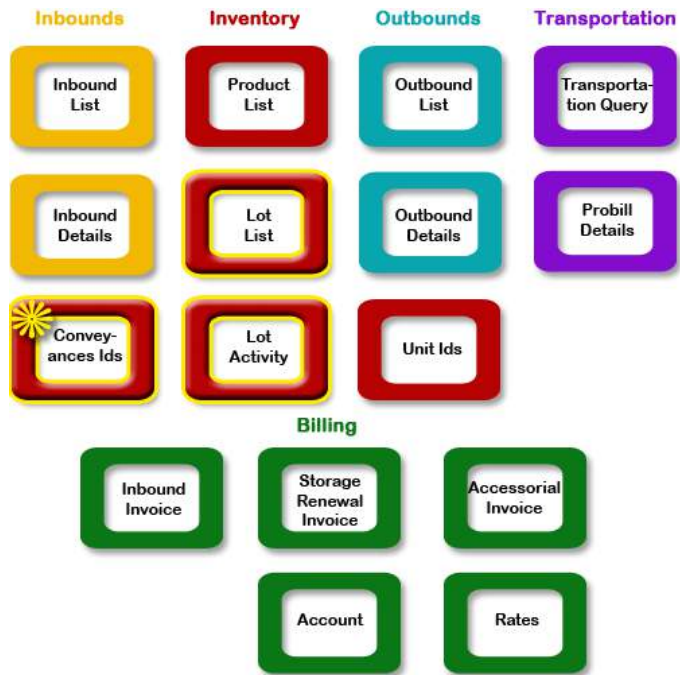 Inbounds Inventory Outbounds Transportation
Inbound
List
Product
List
Outbound
List
Transporta-
tion Query
Inbound
Details
Lot
List
Outbound
Details
Probill
Details
Convey-
ances Ids
Lot
Activity
Unit Ids
Billing
Inbound
Invoice
Storage
Renewal
Invoice
Accessorial
Invoice
Account
Rates